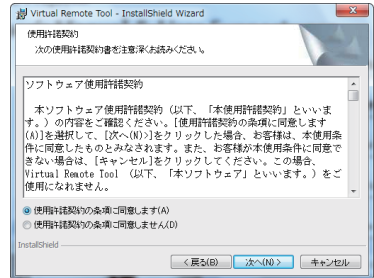 Virtual Remote Tool - InstallShield Wizard
使用許諾契約
次の使用許諾契約書を注意深くお読みください。
ソフトウェア使用許諾契約
本ソフトウェア使用許諾契約(以下、「本使用許諾契約」といいま
す。)の内容をご確認ください。[使用許諾契約の条項に同意します
(A)]を選択して、[次へ(N)>]をクリックした場合、お客様は、本使用条
件に同意したものとみなされます。また、お客様が本使用条件に同意で
きない場合は、[キャンセル]をクリックしてください。この場合、
Virtual Remote Tool (以下、「本ソフトウェア」といいます。)をご
使用になれません。
使用許諾契約の条項に同意します(A)
使用許諾契約の条項に同意しません(D)
InstallShield
< 戻る(B)
次へ(N) >
キャンセル